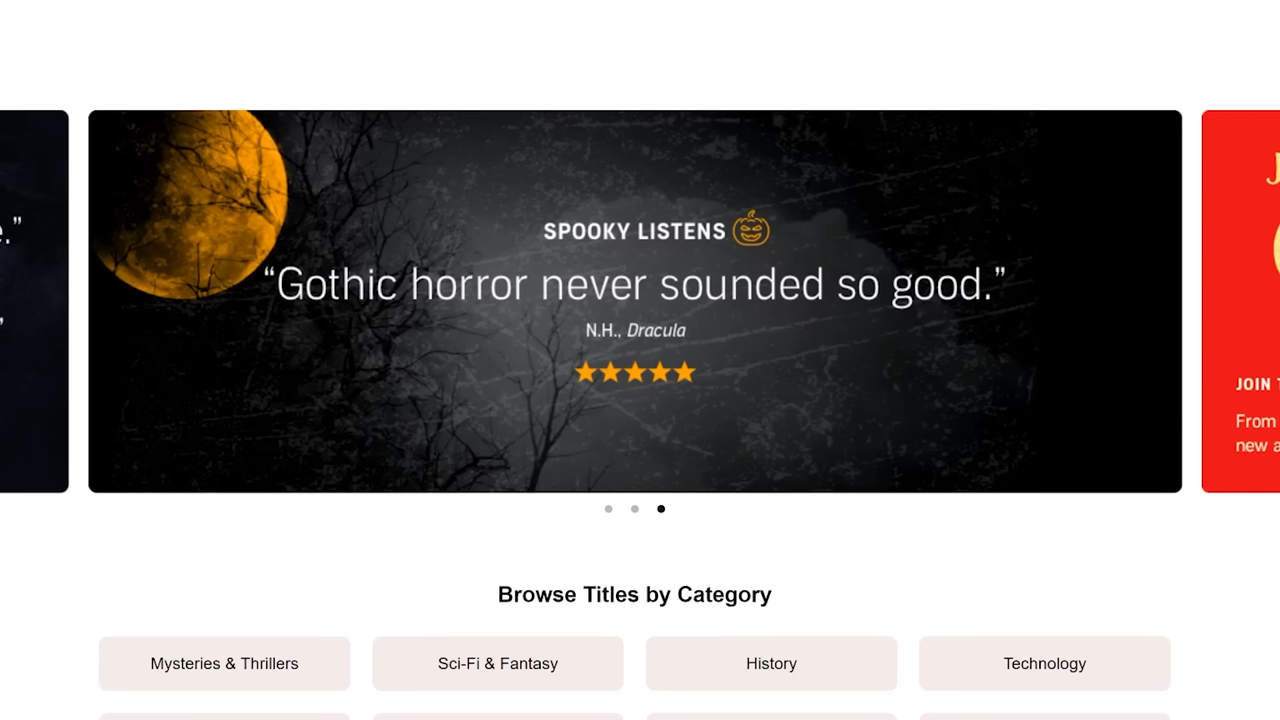 e.”
”
SPOOKY LISTENS
“Gothic horror never sounded so good.”
N.H., Dracula
J
JOIN T
From
new a
Browse Titles by Category
Mysteries & Thrillers
Sci-Fi & Fantasy
History
Technology